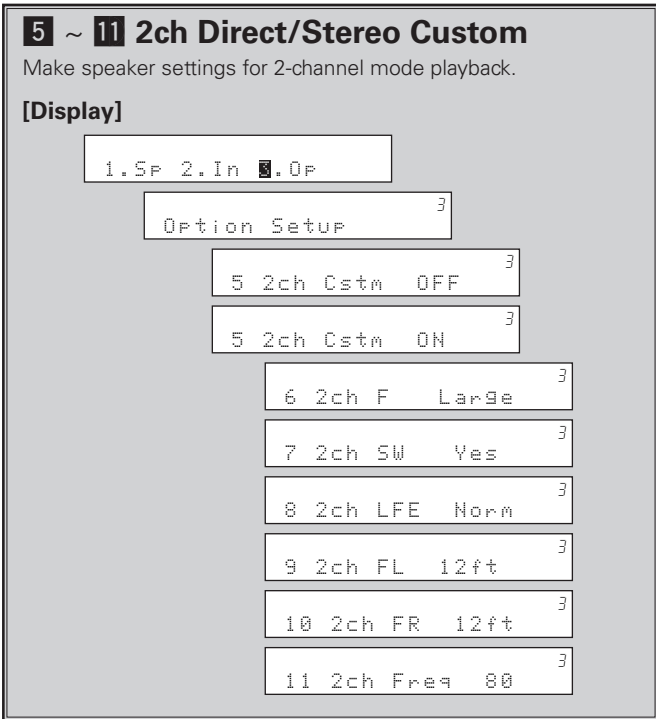 5 ~ 11 2ch Direct/Stereo Custom
Make speaker settings for 2-channel mode playback.
[Display]
1.Sp 2.In 3.Op
3
Option Setup
3
5 2ch Cstm OFF
3
5 2ch Cstm ON
3
6 2ch F Large
3
7 2ch SW Yes
3
8 2ch LFE Norm
3
9 2ch FL 12ft
3
10 2ch FR 12ft
3
11 2ch Freq 80